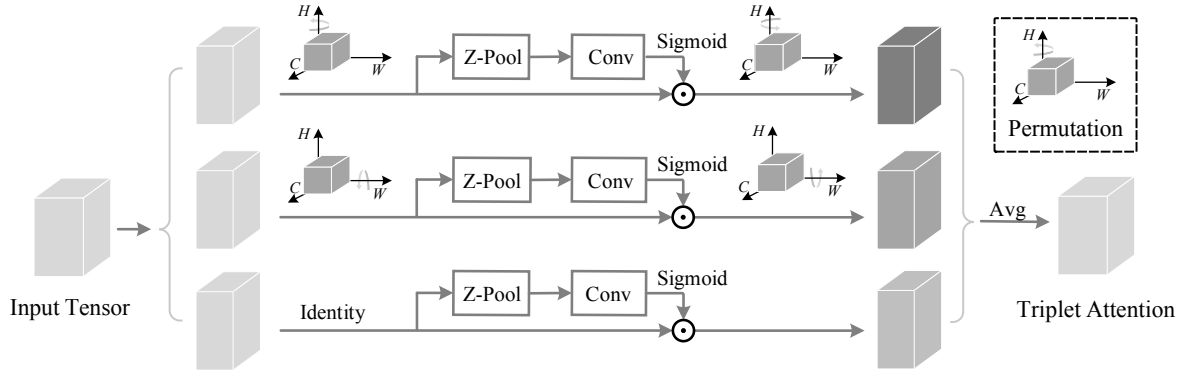 H
C
W
Z-Pool
Conv
Sigmoid
H
C
W
H
C
W
Permutation
H
C
W
Z-Pool
Conv
Sigmoid
H
C
W
Input Tensor
Avg
Triplet Attention
Identity
Z-Pool
Conv
Sigmoid